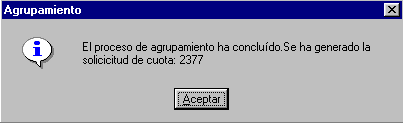 Agrupamiento
El proceso de agrupamiento ha concluído.Se ha generado la
solicicitud de cuota: 2377
Aceptar